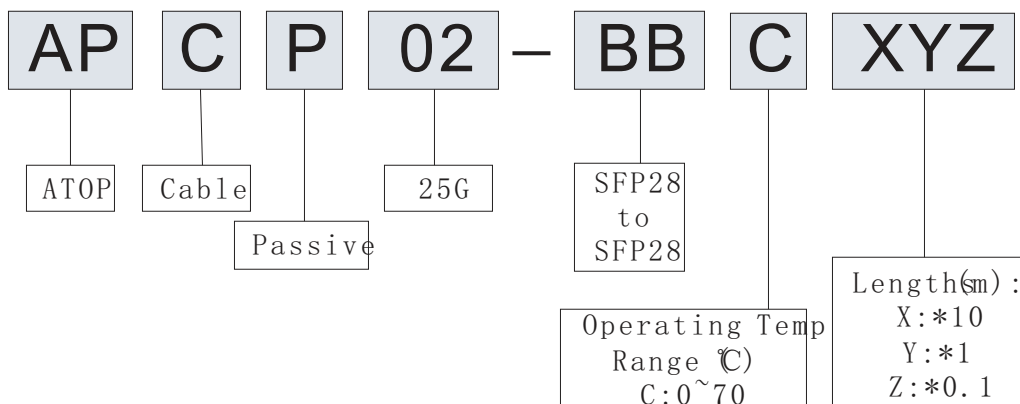 AP C P 02 – BB C XYZ
ATOP
Cable
Passive
25G
SFP28
to
SFP28
Operating Temp
Range (℃)
C:0~70
Length(sm):
X:*10
Y:*1
Z:*0.1